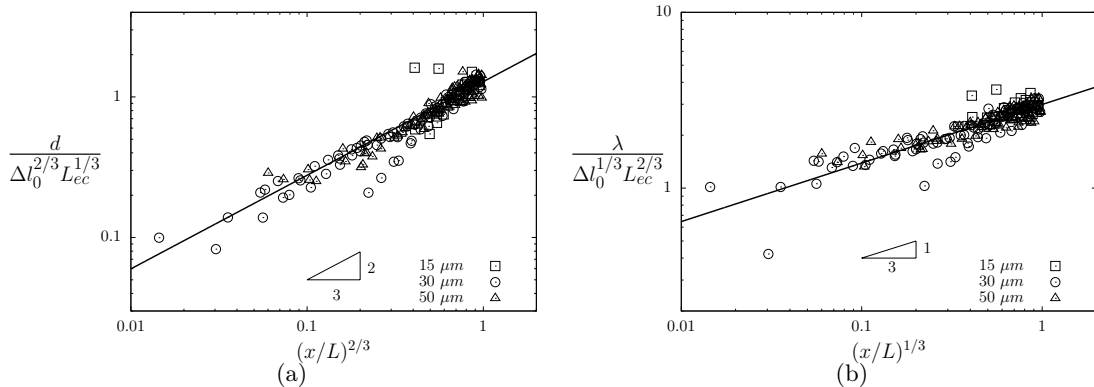 1
0.1
0.01
0.1
1
d
Δl_0^{2/3} L_{ec}^{1/3}
2
3
15 μm
30 μm
50 μm
(x/L)^{2/3}
(a)
10
1
0.01
0.1
1
λ
Δl_0^{1/3} L_{ec}^{2/3}
1
3
15 μm
30 μm
50 μm
(x/L)^{1/3}
(b)